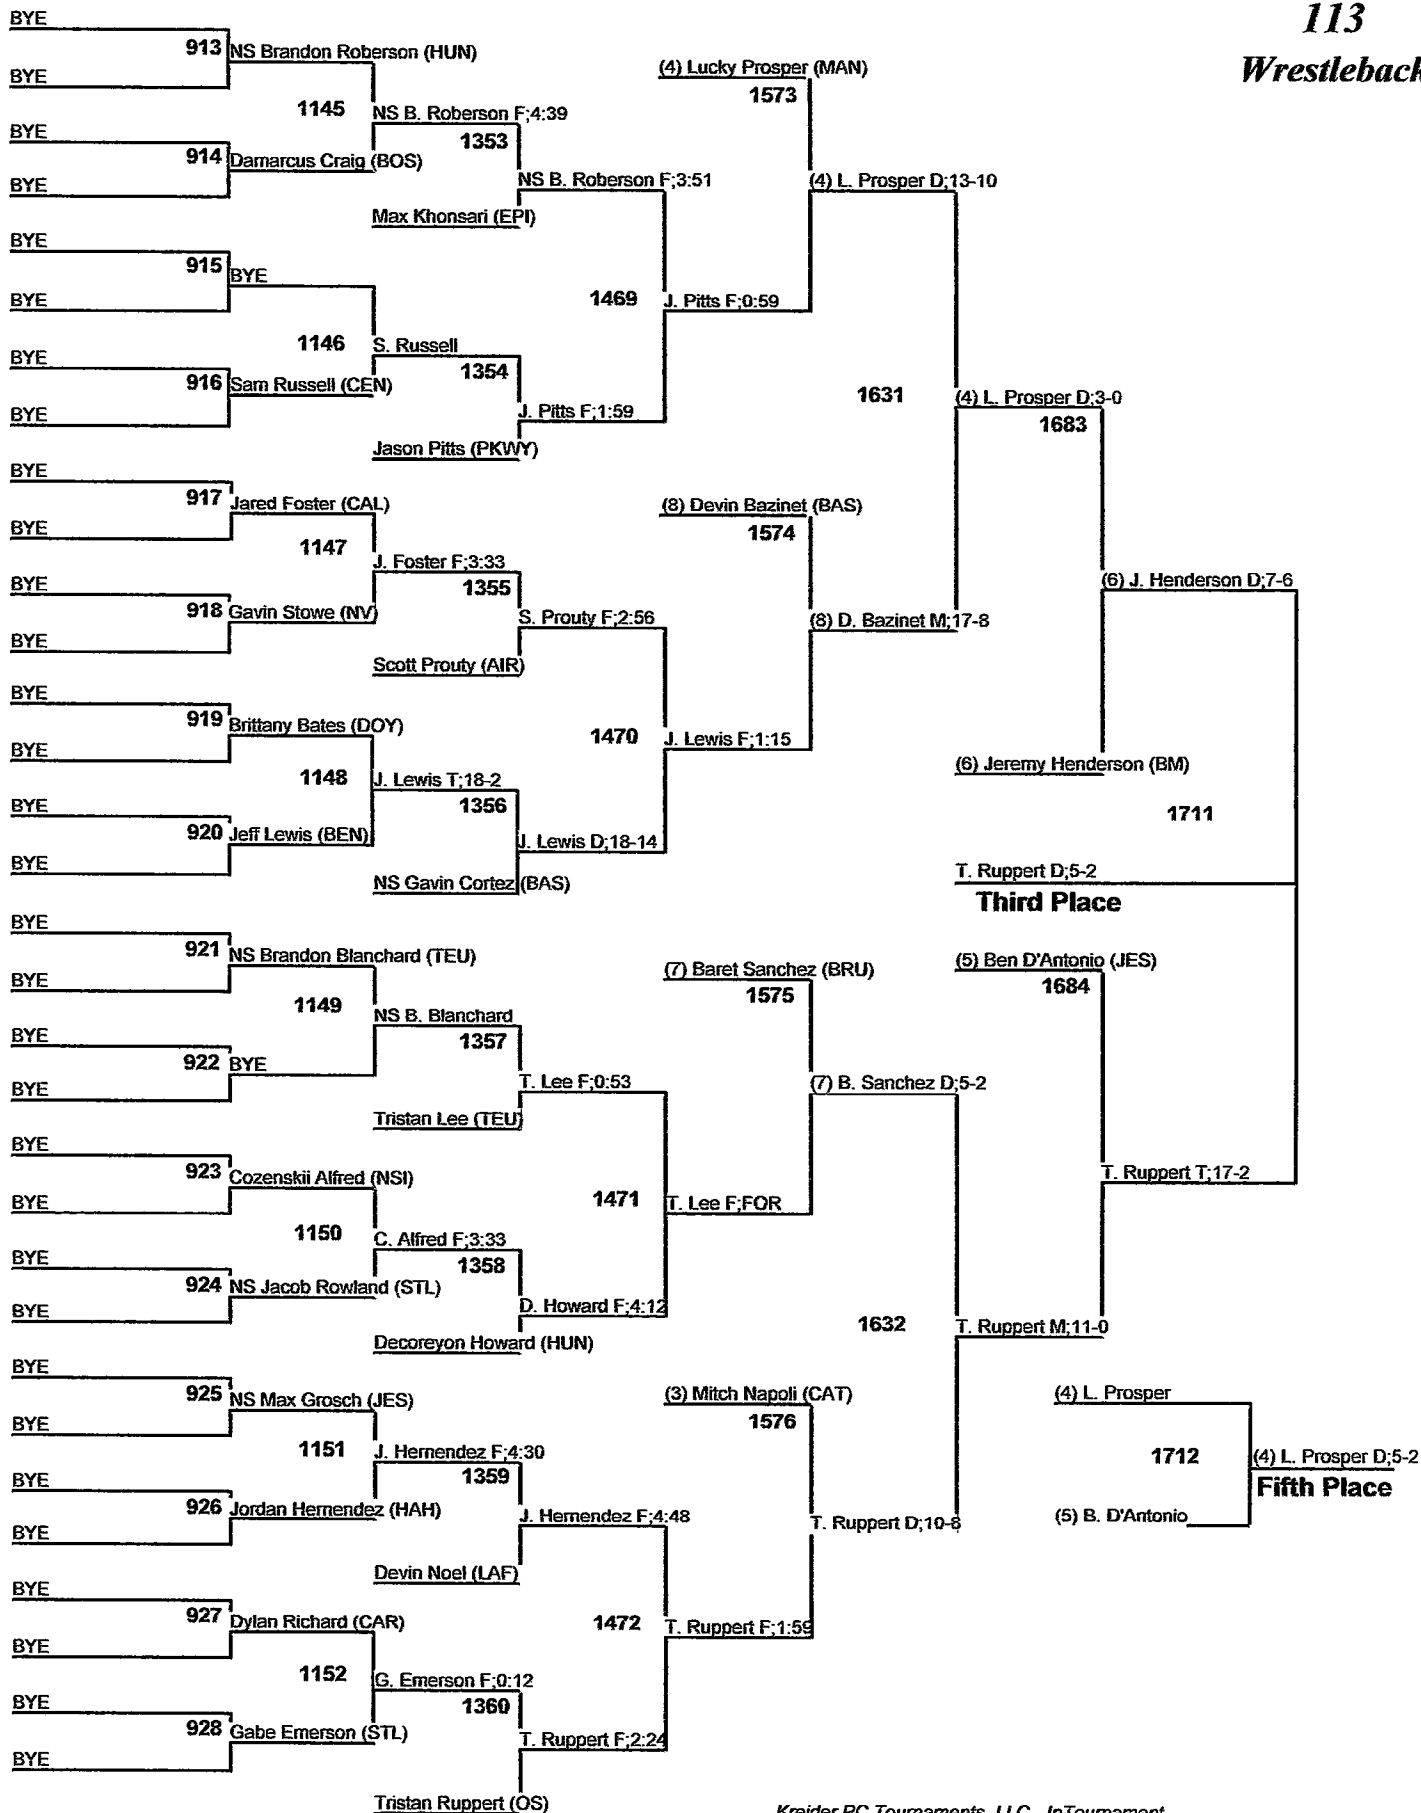 113
Wrestleback
BYE
913 NS Brandon Roberson (HUN)
BYE
1145
NS B. Roberson F;4:39
BYE
914 Damarcus Craig (BOS)
BYE
1353
NS B. Roberson F;3:51
Max Khonsari (EPI)
BYE
915 BYE
BYE
1146
S. Russell
BYE
916 Sam Russell (CEN)
BYE
1354
J. Pitts F;1:59
Jason Pitts (PKWY)
1469
J. Pitts F;0:59
(4) Lucky Prosper (MAN)
1573
(4) L. Prosper D;13-10
BYE
917 Jared Foster (CAL)
BYE
1147
J. Foster F;3:33
BYE
918 Gavin Stowe (NV)
BYE
1355
S. Prouty F;2:56
Scott Prouty (AIR)
BYE
919 Brittany Bates (DOY)
BYE
1148
J. Lewis T;18-2
BYE
920 Jeff Lewis (BEN)
BYE
1356
J. Lewis D;18-14
NS Gavin Cortez (BAS)
1470
J. Lewis F;1:15
(8) Devin Bazinet (BAS)
1574
(8) D. Bazinet M;17-8
1631
(4) L. Prosper D;3-0
1683
(6) J. Henderson D;7-6
(6) Jeremy Henderson (BM)
1711
T. Ruppert D;5-2
Third Place
BYE
921 NS Brandon Blanchard (TEU)
BYE
1149
NS B. Blanchard
BYE
922 BYE
BYE
1357
T. Lee F;0:53
Tristan Lee (TEU)
BYE
923 Cozenskii Alfred (NSI)
BYE
1150
C. Alfred F;3:33
BYE
924 NS Jacob Rowland (STL)
BYE
1358
D. Howard F;4:12
Decoreyon Howard (HUN)
1471
T. Lee F;FOR
(7) Baret Sanchez (BRU)
1575
(7) B. Sanchez D;5-2
(5) Ben D'Antonio (JES)
1684
T. Ruppert T;17-2
BYE
925 NS Max Grosch (JES)
BYE
1151
J. Hernendez F;4:30
BYE
926 Jordan Hernendez (HAH)
BYE
1359
J. Hernendez F;4:48
Devin Noel (LAF)
BYE
927 Dylan Richard (CAR)
BYE
1152
G. Emerson F;0:12
BYE
928 Gabe Emerson (STL)
BYE
1360
T. Ruppert F;2:24
Tristan Ruppert (OS)
1472
T. Ruppert F;1:59
(3) Mitch Napoli (CAT)
1576
T. Ruppert D;10-8
1632
T. Ruppert M;11-0
(4) L. Prosper
1712
(4) L. Prosper D;5-2
Fifth Place
(5) B. D'Antonio
Kreider PC Tournaments, LLC - InTournament